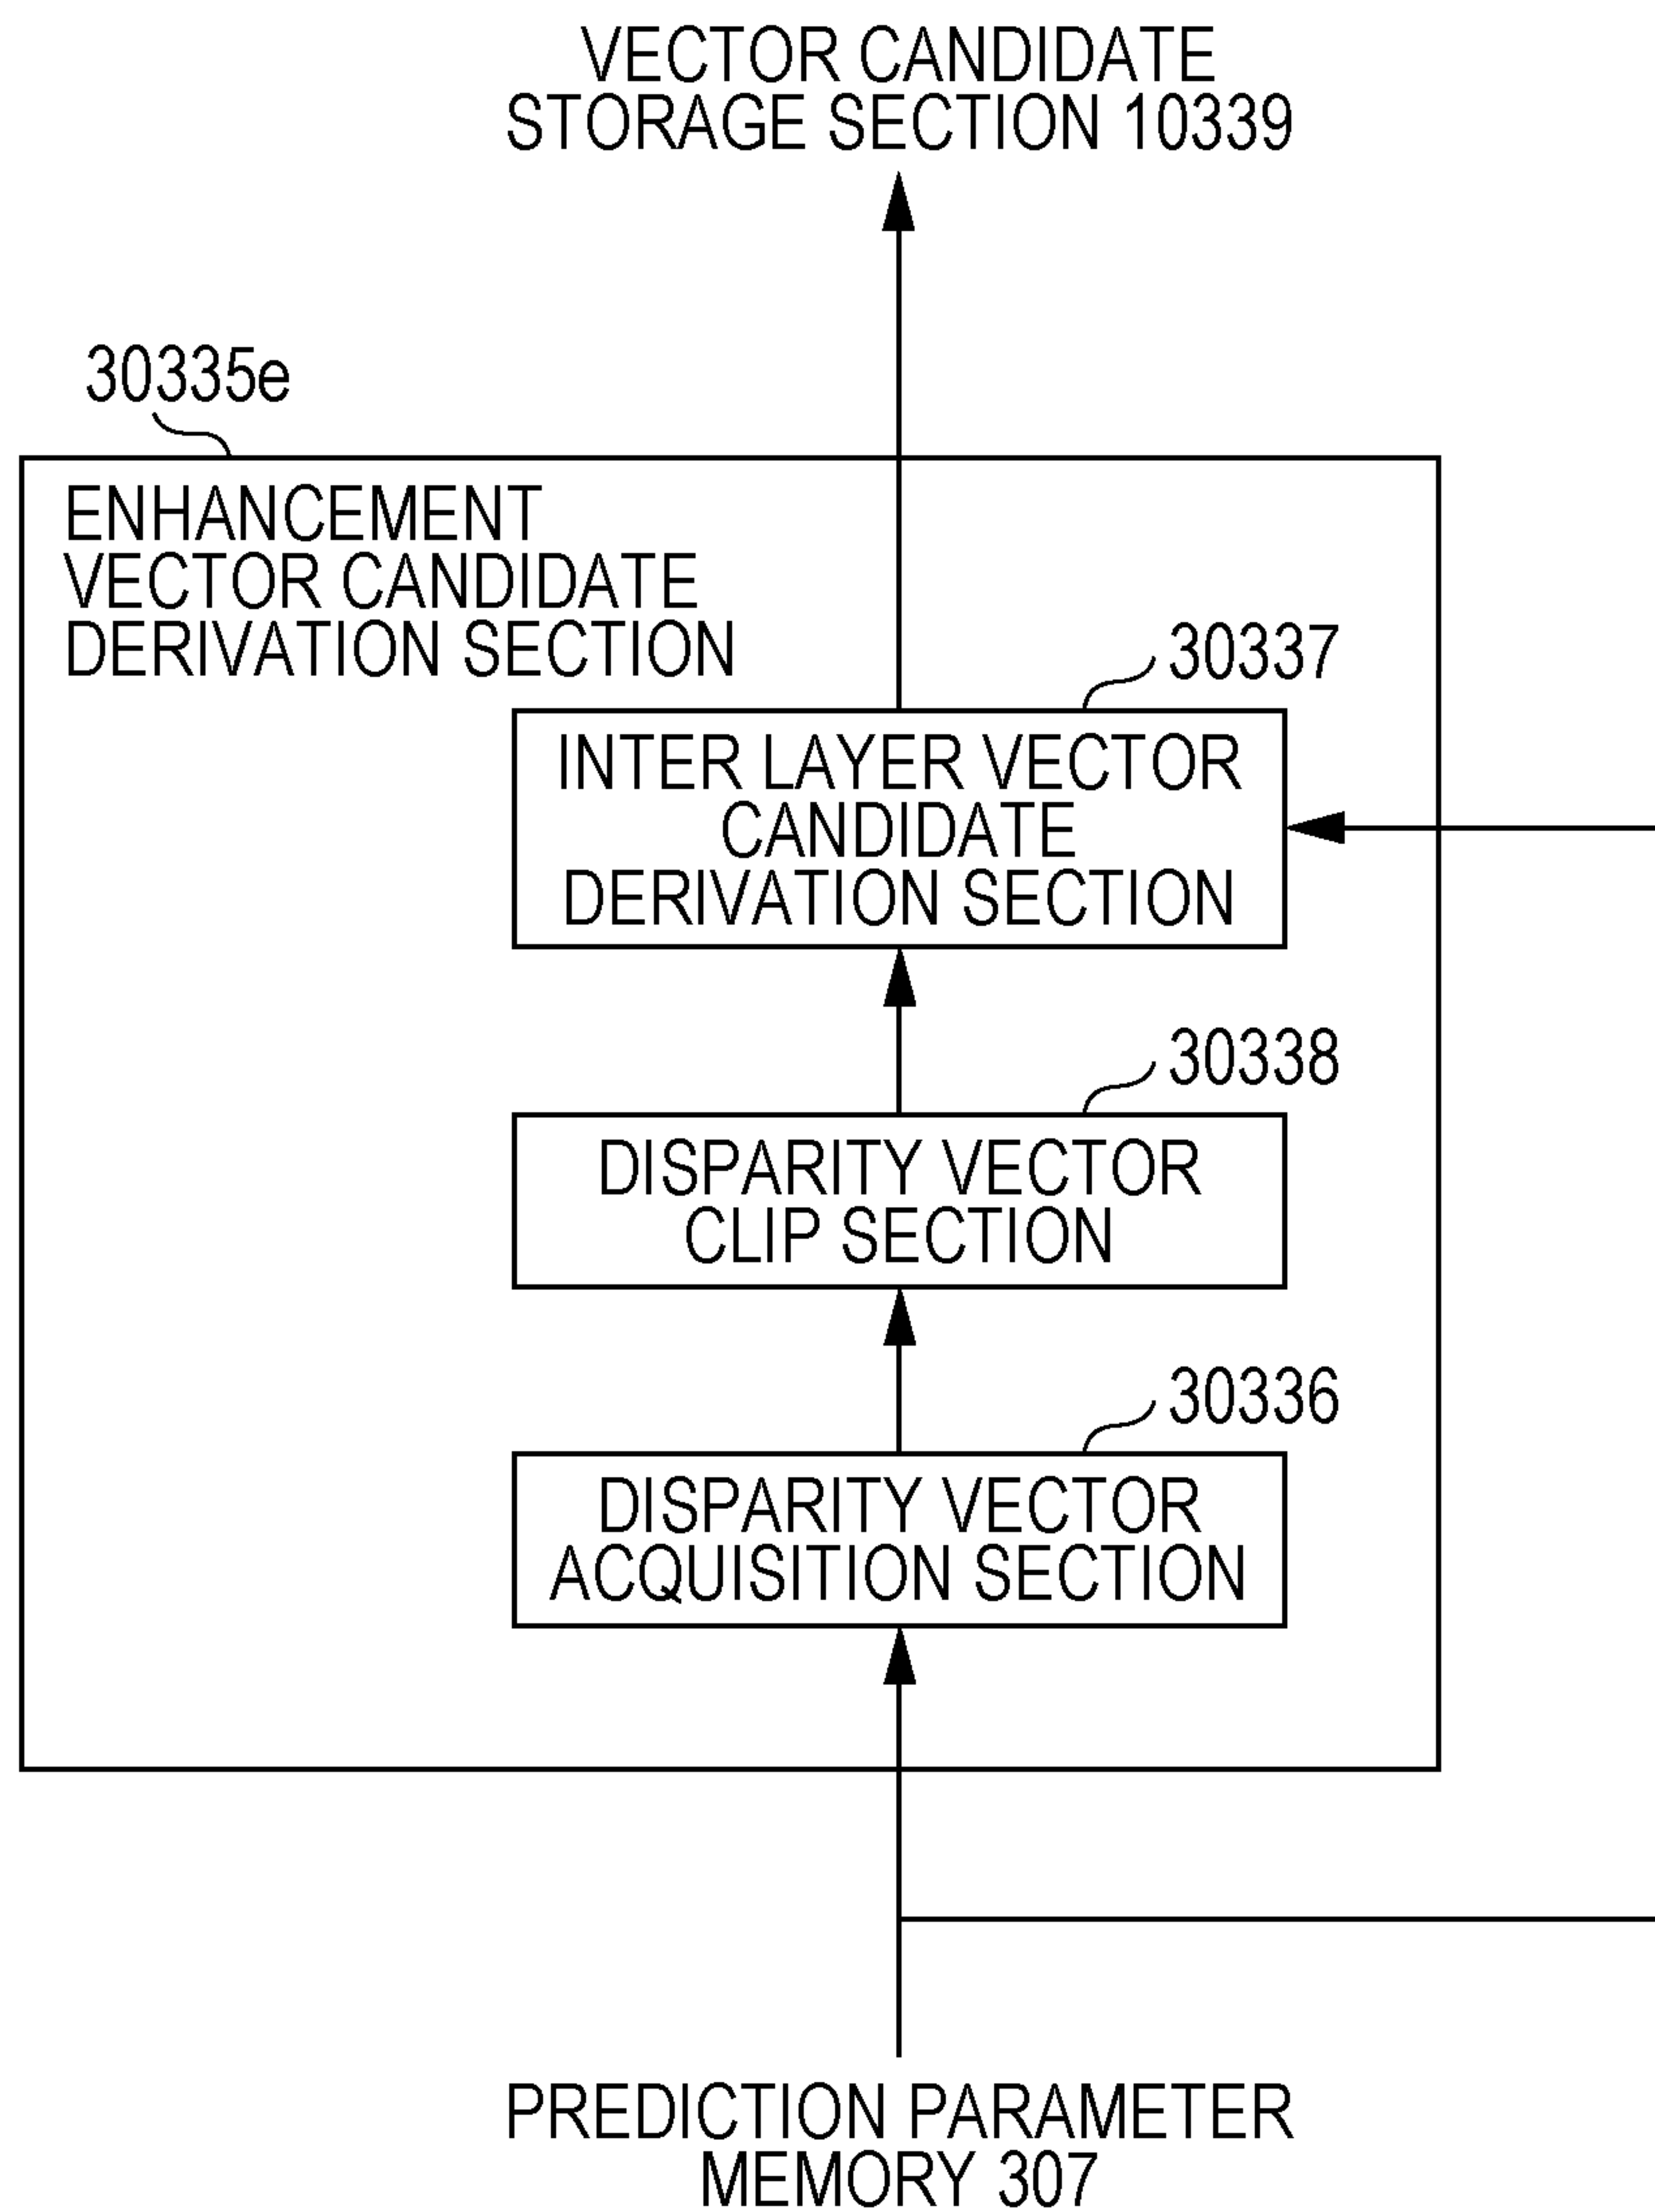 VECTOR CANDIDATE
STORAGE SECTION 10339
30335e
ENHANCEMENT
VECTOR CANDIDATE
DERIVATION SECTION
30337
INTER LAYER VECTOR
CANDIDATE
DERIVATION SECTION
30338
DISPARITY VECTOR
CLIP SECTION
30336
DISPARITY VECTOR
ACQUISITION SECTION
PREDICTION PARAMETER
MEMORY 307